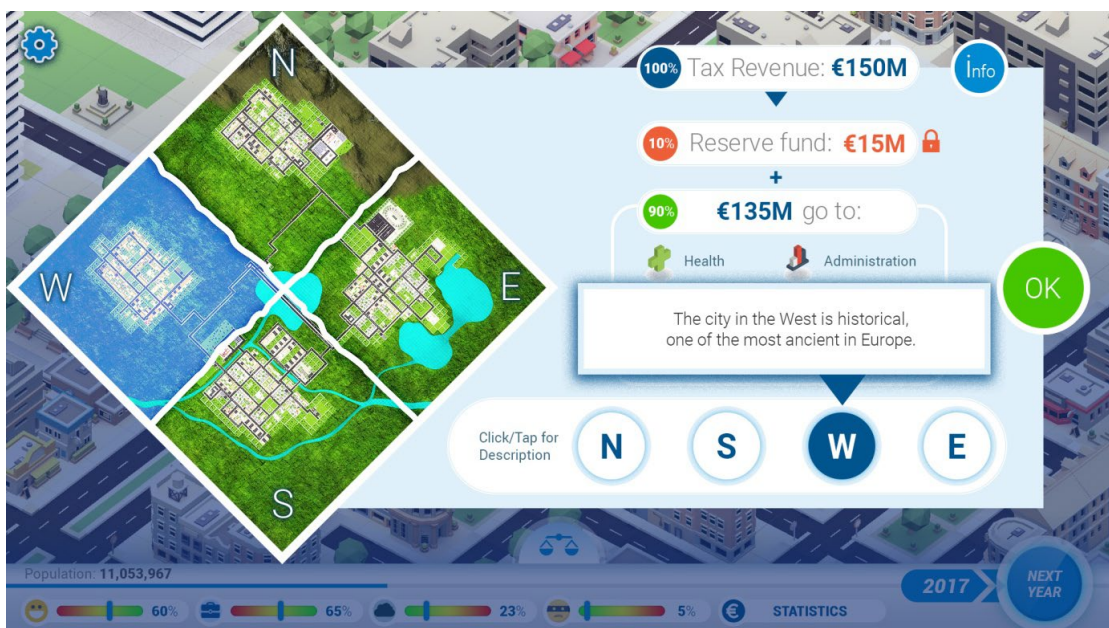 N
W
E
S
100% Tax Revenue: €150M
info
10% Reserve fund: €15M
+
90% €135M go to:
Health
Administration
OK
The city in the West is historical,
one of the most ancient in Europe.
Click/Tap for
Description
N
S
W
E
Population: 11,053,967
2017
NEXT
YEAR
60%
65%
23%
5%
€
STATISTICS